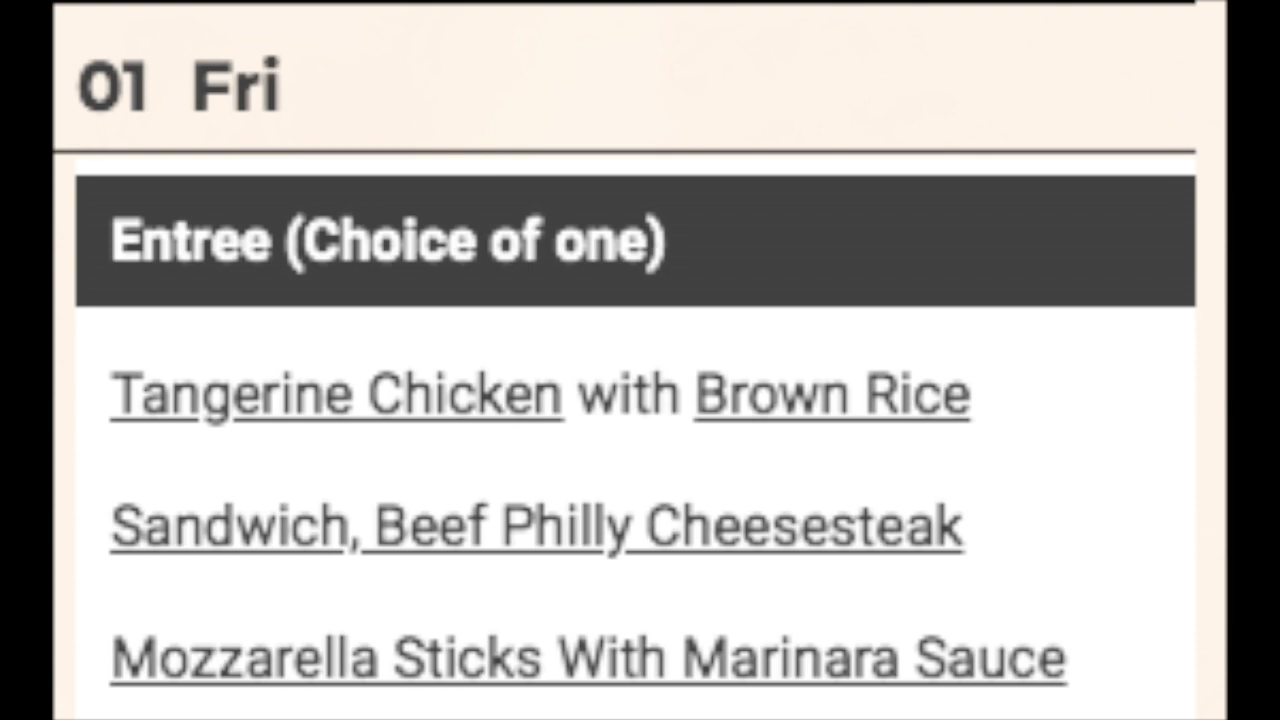 01 Fri
Entree (Choice of one)
Tangerine Chicken with Brown Rice
Sandwich, Beef Philly Cheesesteak
Mozzarella Sticks With Marinara Sauce